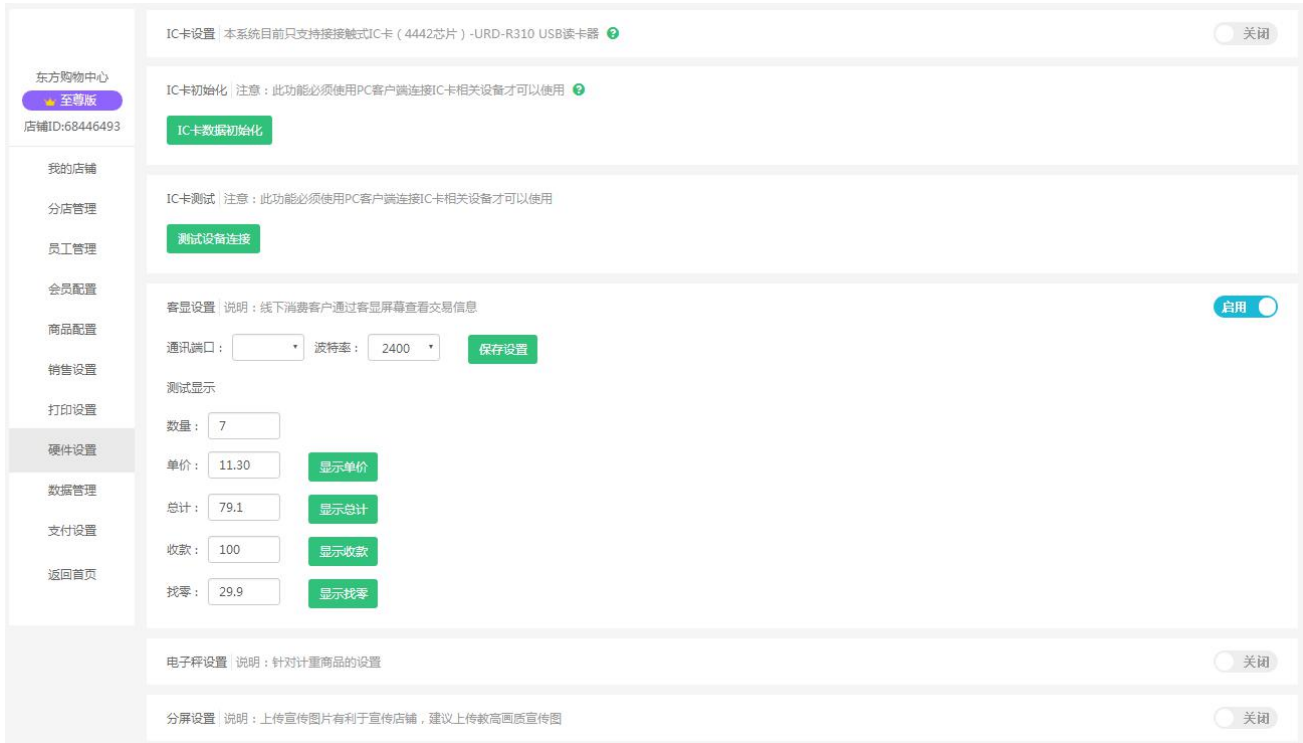 东方购物中心
至尊版
店铺ID:68446493
我的店铺
分店管理
员工管理
会员配置
商品配置
销售设置
打印设置
硬件设置
数据管理
支付设置
返回首页
IC卡设置 本系统目前只支持接接触式IC卡（4442芯片）-URD-R310 USB读卡器 ?
关闭
IC卡初始化 注意：此功能必须使用PC客户端连接IC卡相关设备才可以使用 ?
IC卡数据初始化
IC卡测试 注意：此功能必须使用PC客户端连接IC卡相关设备才可以使用
测试设备连接
客显设置 说明：线下消费客户通过客显屏幕查看交易信息
启用
通讯端口： 波特率： 2400 保存设置
测试显示
数量： 7
单价： 11.30 显示单价
总计： 79.1 显示总计
收款： 100 显示收款
找零： 29.9 显示找零
电子秤设置 说明：针对计重商品的设置
关闭
分屏设置 说明：上传宣传图片有利于宣传店铺，建议上传教高画质宣传图
关闭